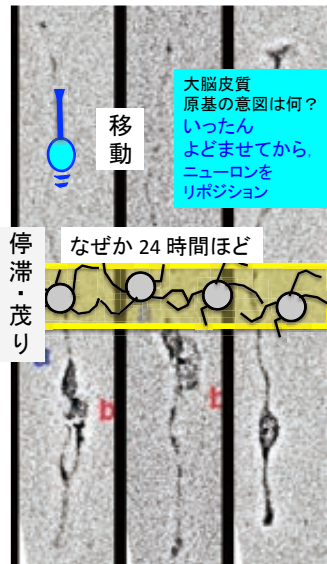 大脳皮質
原基の意図は何？
いったん
よどませてから,
ニューロンを
リポジション
移動
なぜか 24 時間ほど
停滞・茂り
b
b